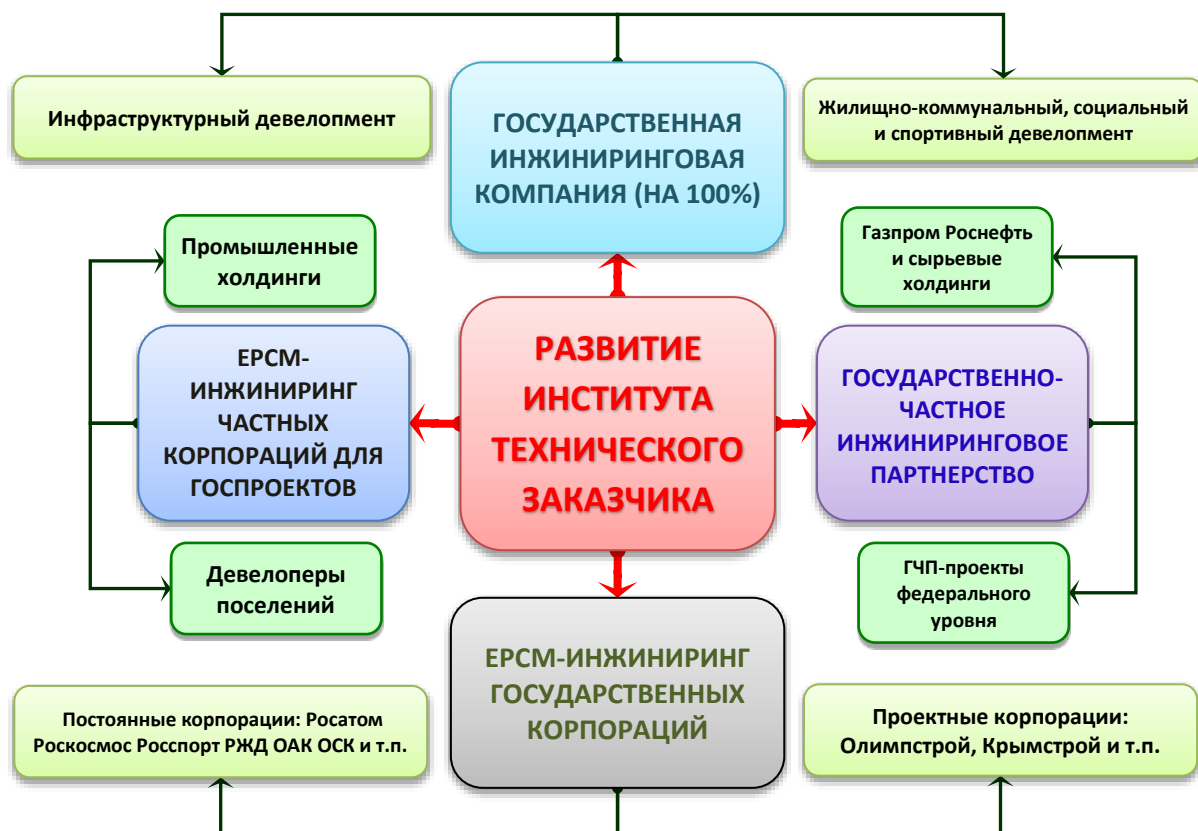 Инфраструктурный девелопмент
ГОСУДАРСТВЕННАЯ
ИНЖИНИРИНГОВАЯ
КОМПАНИЯ (НА 100%)
Жилищно-коммунальный, социальный
и спортивный девелопмент
Промышленные
холдинги
Газпром Роснефть
и сырьевые
холдинги
ЕРСМ-
ИНЖИНИРИНГ
ЧАСТНЫХ
КОРПОРАЦИЙ ДЛЯ
ГОСПРОЕКТОВ
РАЗВИТИЕ
ИНСТИТУТА
ТЕХНИЧЕСКОГО
ЗАКАЗЧИКА
ГОСУДАРСТВЕННО-
ЧАСТНОЕ
ИНЖИНИРИНГОВОЕ
ПАРТНЕРСТВО
Девелоперы
поселений
ГЧП-проекты
федерального
уровня
ЕРСМ-ИНЖИНИРИНГ
ГОСУДАРСТВЕННЫХ
КОРПОРАЦИЙ
Постоянные корпорации: Росатом
Роскосмос Росспорт РЖД ОАК ОСК и т.п.
Проектные корпорации:
Олимпстрой, Крымстрой и т.п.